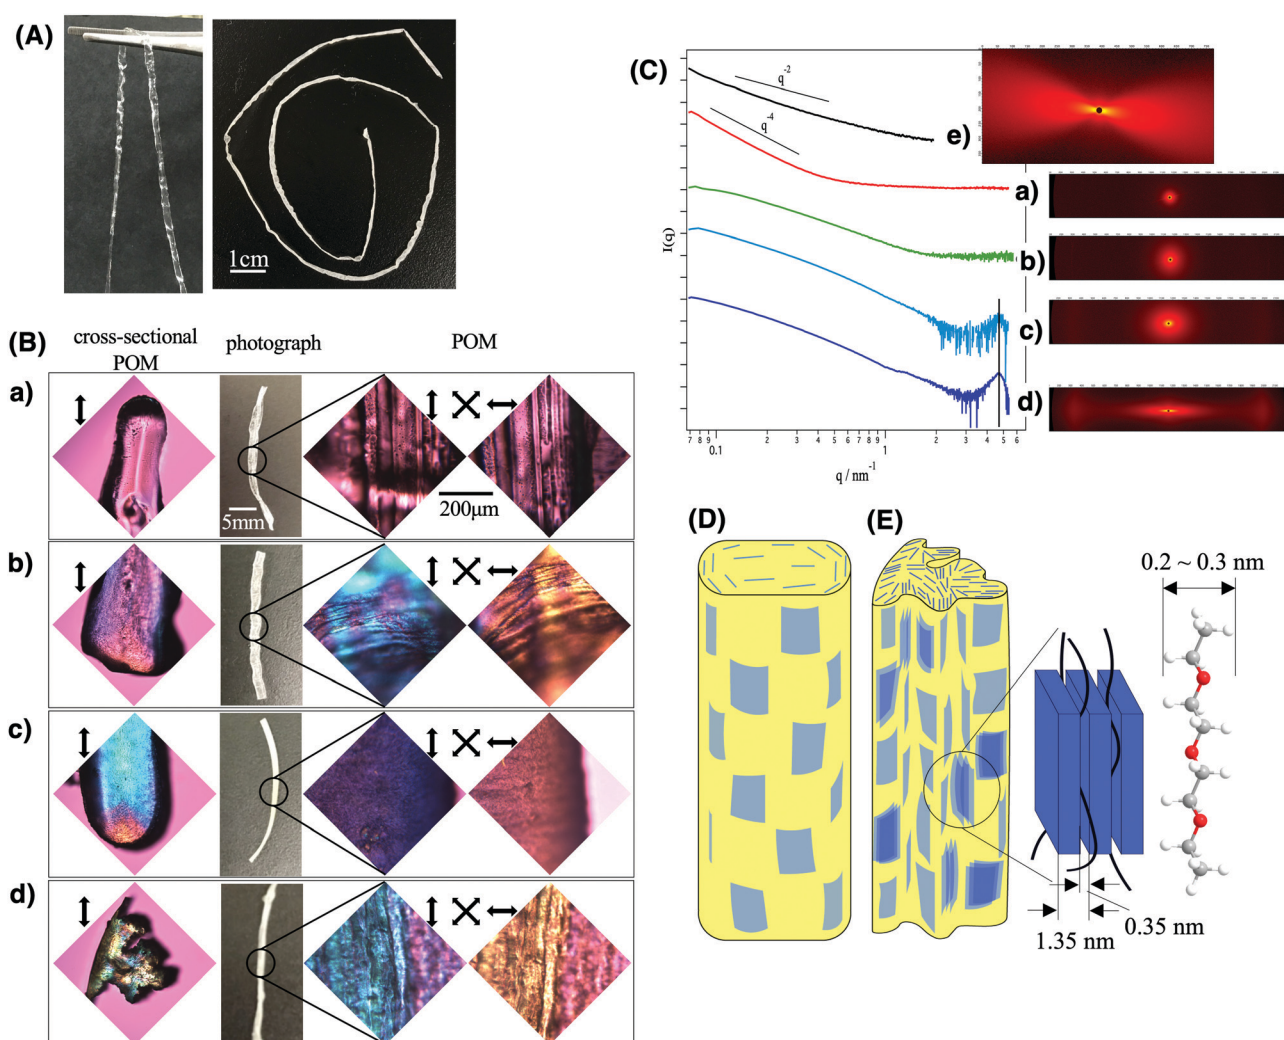 (A)
1cm
(B)
cross-sectional
POM
photograph
POM
a)
5mm
200μm
b)
c)
d)
(C)
q⁻²
q⁻⁴
I(q)
7 8 9 0.1 2 3 4 5 6 7 8 9 1 2 3 4 5 6
q / nm⁻¹
e)
a)
b)
c)
d)
(D)
(E)
0.2 ~ 0.3 nm
0.35 nm
1.35 nm